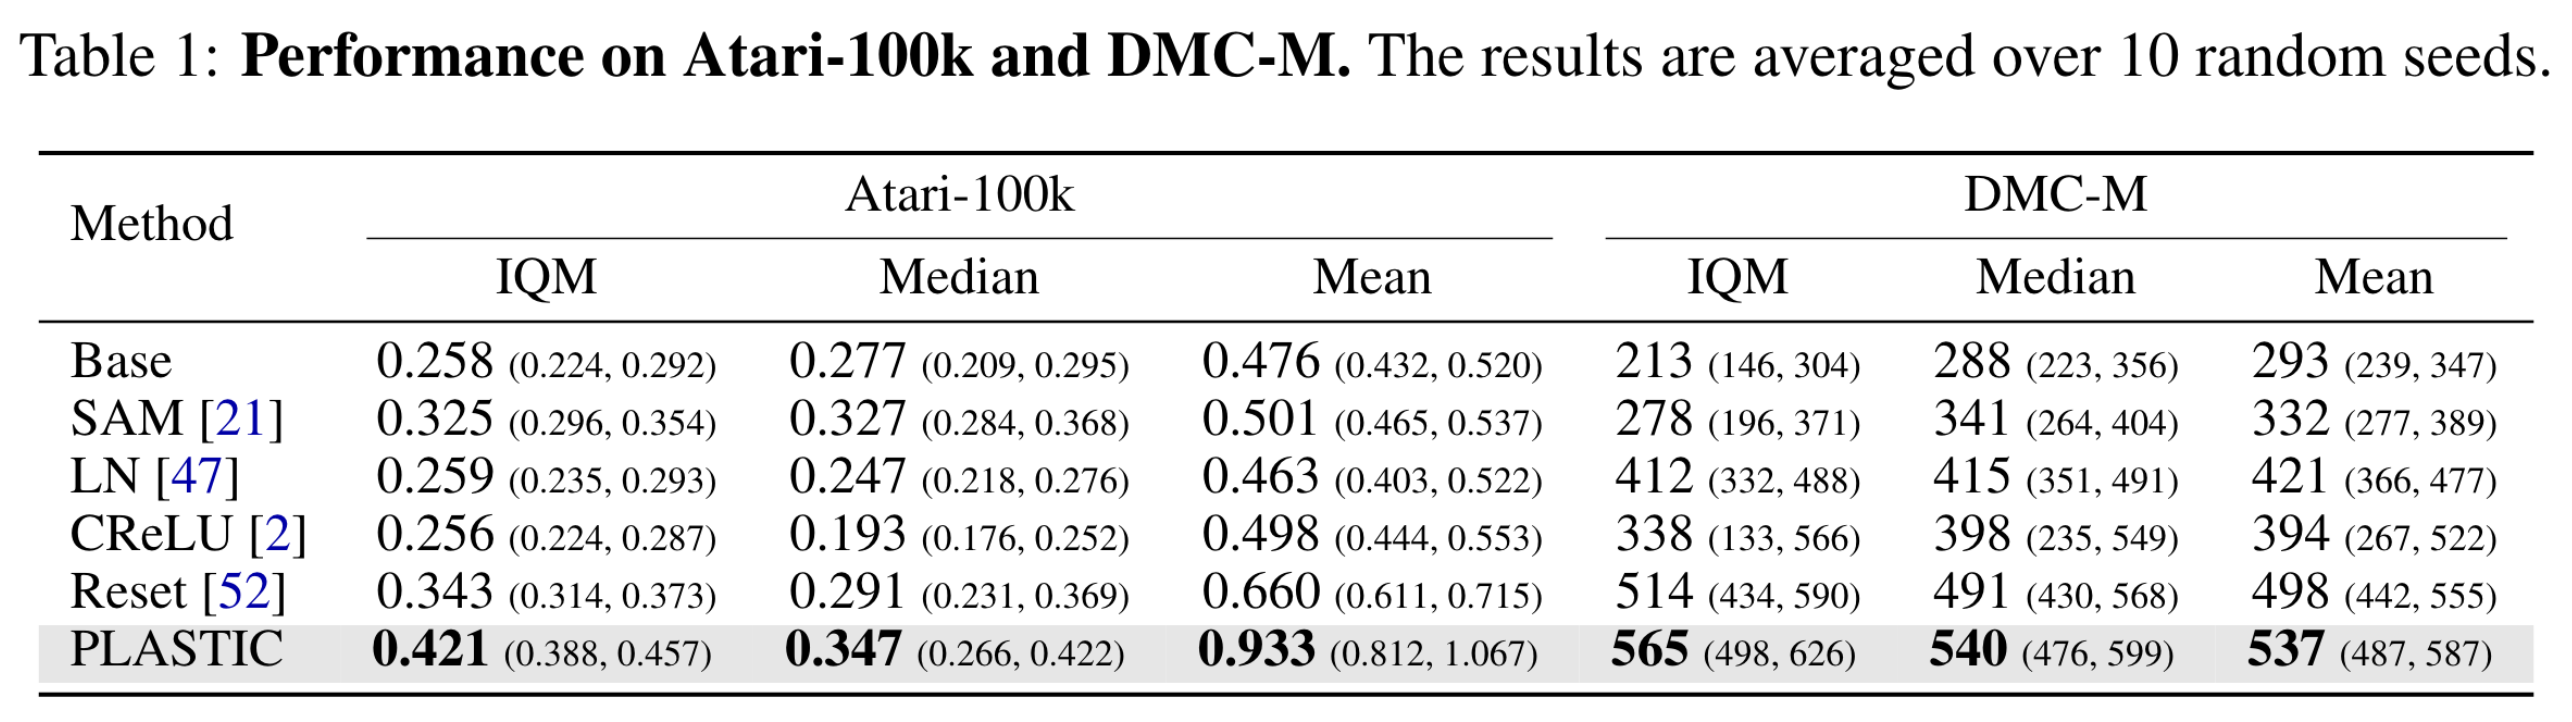 Table 1: Performance on Atari-100k and DMC-M. The results are averaged over 10 random seeds.
Method Atari-100k DMC-M
IQM Median Mean IQM Median Mean
Base 0.258 (0.224, 0.292) 0.277 (0.209, 0.295) 0.476 (0.432, 0.520) 213 (146, 304) 288 (223, 356) 293 (239, 347)
SAM [21] 0.325 (0.296, 0.354) 0.327 (0.284, 0.368) 0.501 (0.465, 0.537) 278 (196, 371) 341 (264, 404) 332 (277, 389)
LN [47] 0.259 (0.235, 0.293) 0.247 (0.218, 0.276) 0.463 (0.403, 0.522) 412 (332, 488) 415 (351, 491) 421 (366, 477)
CReLU [2] 0.256 (0.224, 0.287) 0.193 (0.176, 0.252) 0.498 (0.444, 0.553) 338 (133, 566) 398 (235, 549) 394 (267, 522)
Reset [52] 0.343 (0.314, 0.373) 0.291 (0.231, 0.369) 0.660 (0.611, 0.715) 514 (434, 590) 491 (430, 568) 498 (442, 555)
PLASTIC 0.421 (0.388, 0.457) 0.347 (0.266, 0.422) 0.933 (0.812, 1.067) 565 (498, 626) 540 (476, 599) 537 (487, 587)